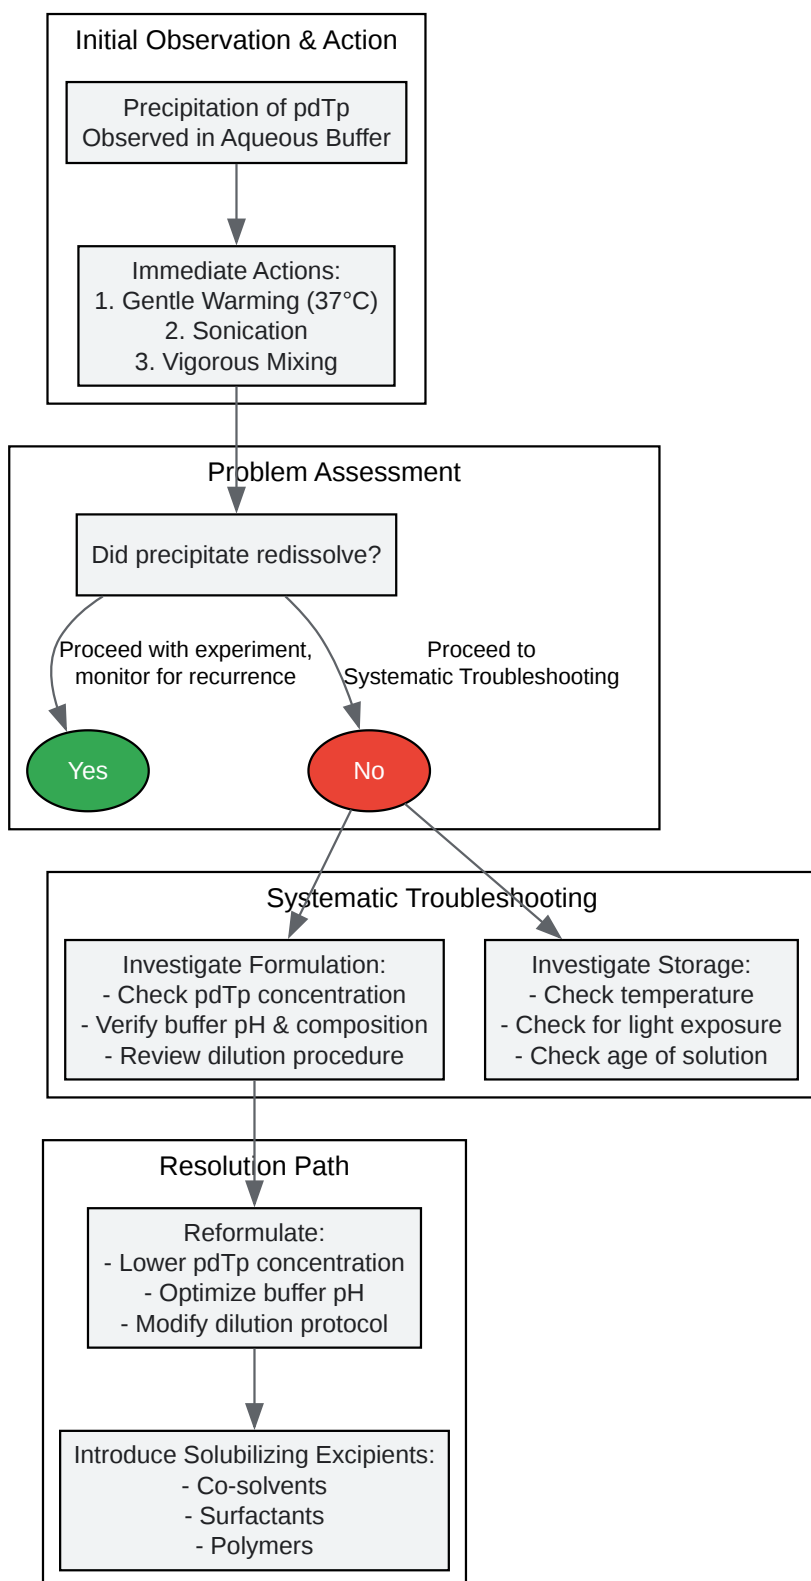 Initial Observation & Action
Precipitation of pdTp
Observed in Aqueous Buffer
Immediate Actions:
1. Gentle Warming (37°C)
2. Sonication
3. Vigorous Mixing
Problem Assessment
Did precipitate redissolve?
Proceed with experiment,
monitor for recurrence
Proceed to
Systematic Troubleshooting
Yes
No
Systematic Troubleshooting
Investigate Formulation:
- Check pdTp concentration
- Verify buffer pH & composition
- Review dilution procedure
Investigate Storage:
- Check temperature
- Check for light exposure
- Check age of solution
Resolution Path
Reformulate:
- Lower pdTp concentration
- Optimize buffer pH
- Modify dilution protocol
Introduce Solubilizing Excipients:
- Co-solvents
- Surfactants
- Polymers